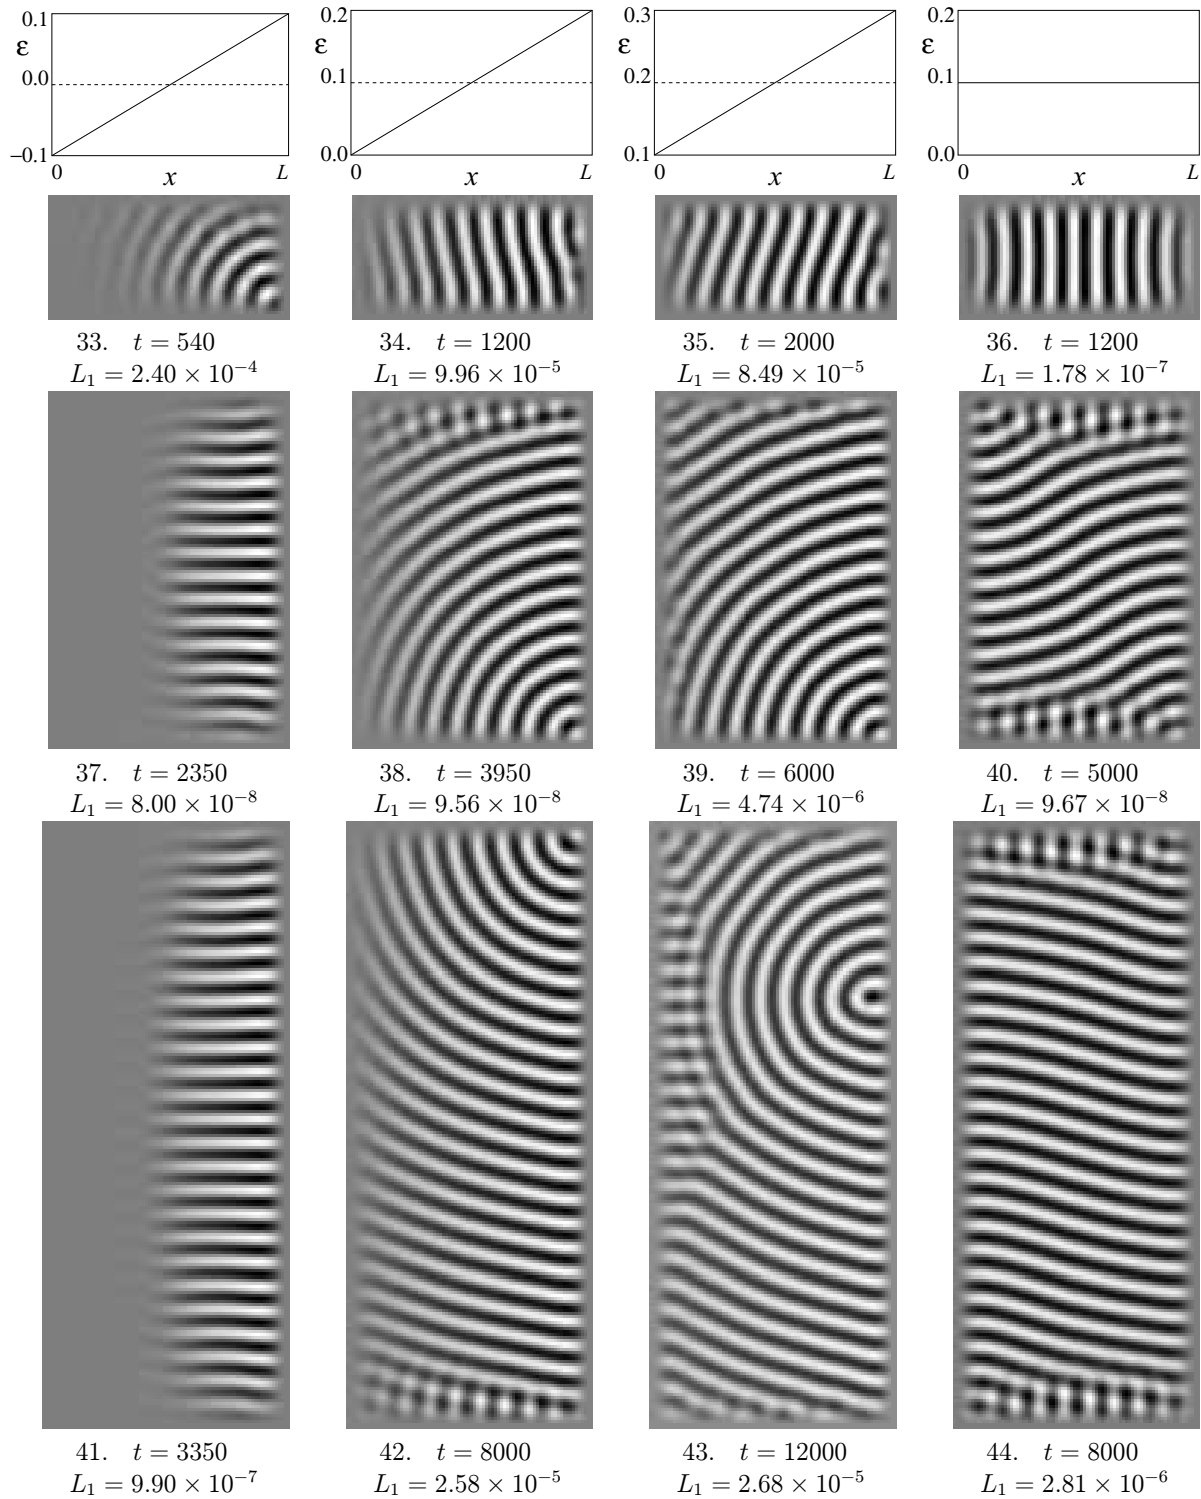 0.1 0.2 0.3 0.2
ε ε ε ε
0.0 0.1 0.2 0.1
−0.1 0.0 0.1 0.0
0 x L 0 x L 0 x L 0 x L
33. t = 540 34. t = 1200 35. t = 2000 36. t = 1200
L₁ = 2.40 × 10⁻⁴ L₁ = 9.96 × 10⁻⁵ L₁ = 8.49 × 10⁻⁵ L₁ = 1.78 × 10⁻⁷
37. t = 2350 38. t = 3950 39. t = 6000 40. t = 5000
L₁ = 8.00 × 10⁻⁸ L₁ = 9.56 × 10⁻⁸ L₁ = 4.74 × 10⁻⁶ L₁ = 9.67 × 10⁻⁸
41. t = 3350 42. t = 8000 43. t = 12000 44. t = 8000
L₁ = 9.90 × 10⁻⁷ L₁ = 2.58 × 10⁻⁵ L₁ = 2.68 × 10⁻⁵ L₁ = 2.81 × 10⁻⁶